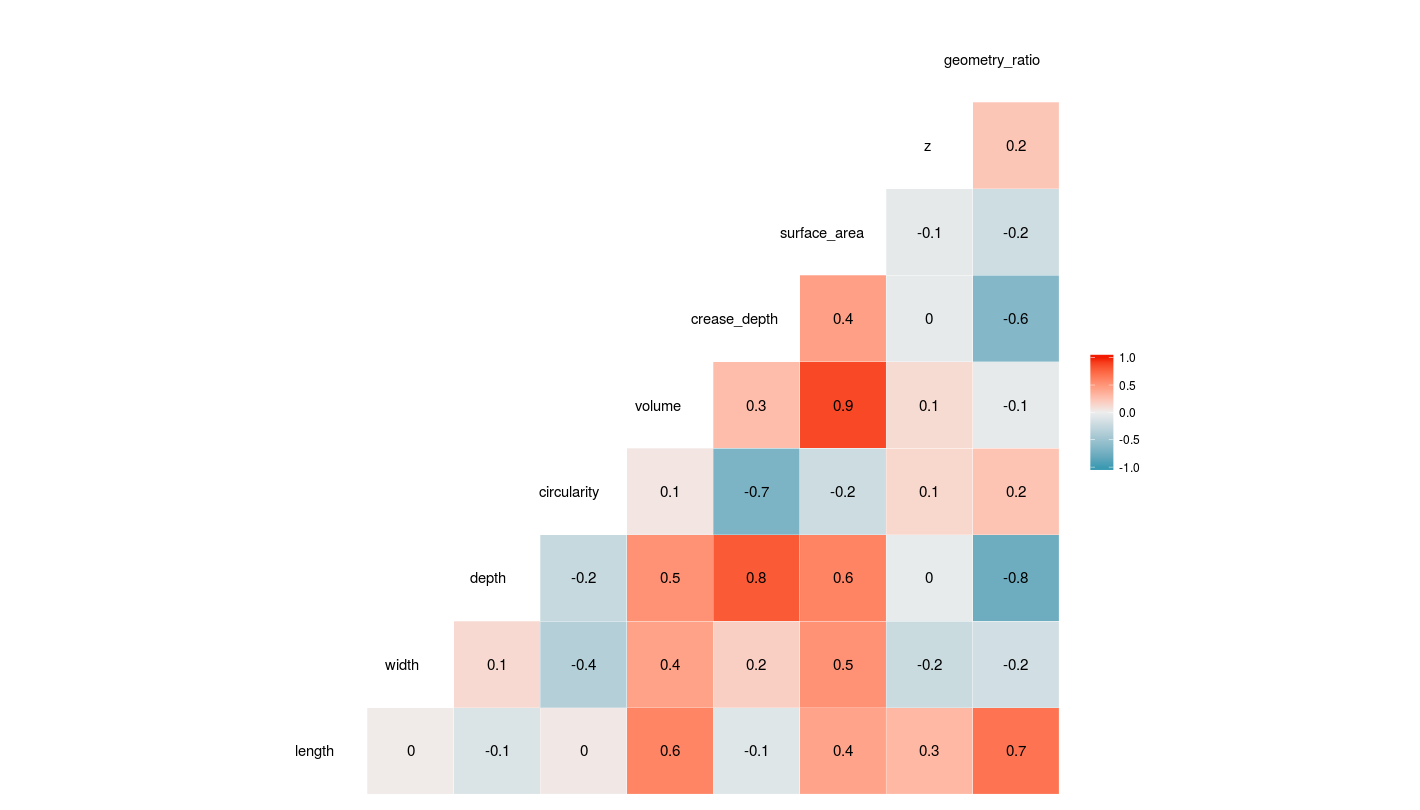 geometry_ratio
z 0.2
surface_area -0.1 -0.2
crease_depth 0.4 0 -0.6
volume 0.3 0.9 0.1 -0.1
circularity 0.1 -0.7 -0.2 0.1 0.2
depth -0.2 0.5 0.8 0.6 0 -0.8
width 0.1 -0.4 0.4 0.2 0.5 -0.2 -0.2
length 0 -0.1 0 0.6 -0.1 0.4 0.3 0.7
1.0
0.5
0.0
-0.5
-1.0